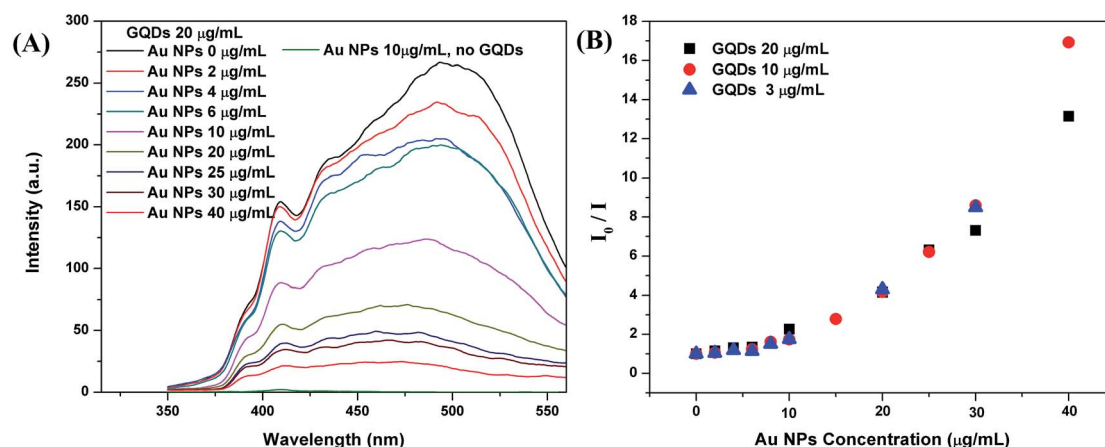 (A)
GQDs 20 μg/mL
Au NPs 0 μg/mL
Au NPs 2 μg/mL
Au NPs 4 μg/mL
Au NPs 6 μg/mL
Au NPs 10 μg/mL
Au NPs 20 μg/mL
Au NPs 25 μg/mL
Au NPs 30 μg/mL
Au NPs 40 μg/mL
Au NPs 10μg/mL, no GQDs
300
250
200
150
100
50
0
Intensity (a.u.)
350 400 450 500 550
Wavelength (nm)
(B)
GQDs 20 μg/mL
GQDs 10 μg/mL
GQDs 3 μg/mL
18
16
14
12
10
8
6
4
2
0
I₀ / I
0 10 20 30 40
Au NPs Concentration (μg/mL)